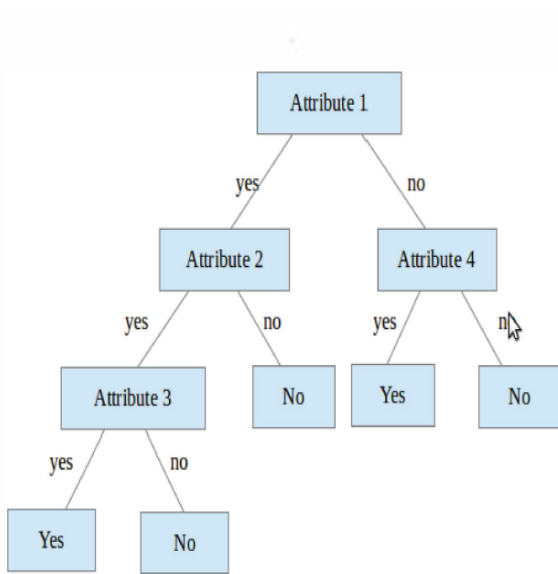 Attribute 1
yes
no
Attribute 2
Attribute 4
yes
no
yes
Attribute 3
No
Yes
No
yes
no
Yes
No